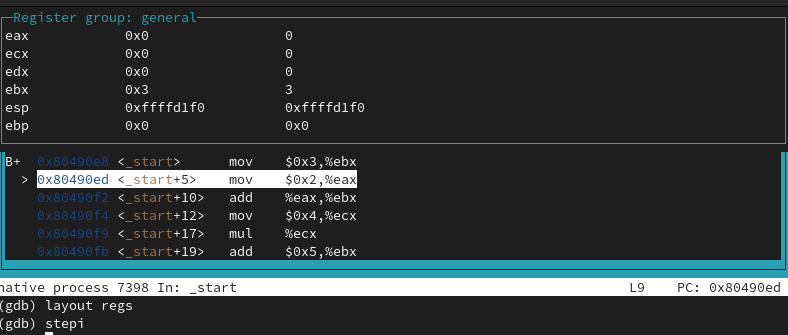 Register group: general
eax 0x0 0
ecx 0x0 0
edx 0x0 0
ebx 0x3 3
esp 0xffffd1f0 0xffffd1f0
ebp 0x0 0x0
B+ 0x80490e8 <_start> mov $0x3,%ebx
> 0x80490ed <_start+5> mov $0x2,%eax
0x80490f2 <_start+10> add %eax,%ebx
0x80490f4 <_start+12> mov $0x4,%ecx
0x80490f9 <_start+17> mul %ecx
0x80490fb <_start+19> add $0x5,%ebx
native process 7398 In: _start L9 PC: 0x80490ed
(gdb) layout regs
(gdb) stepi